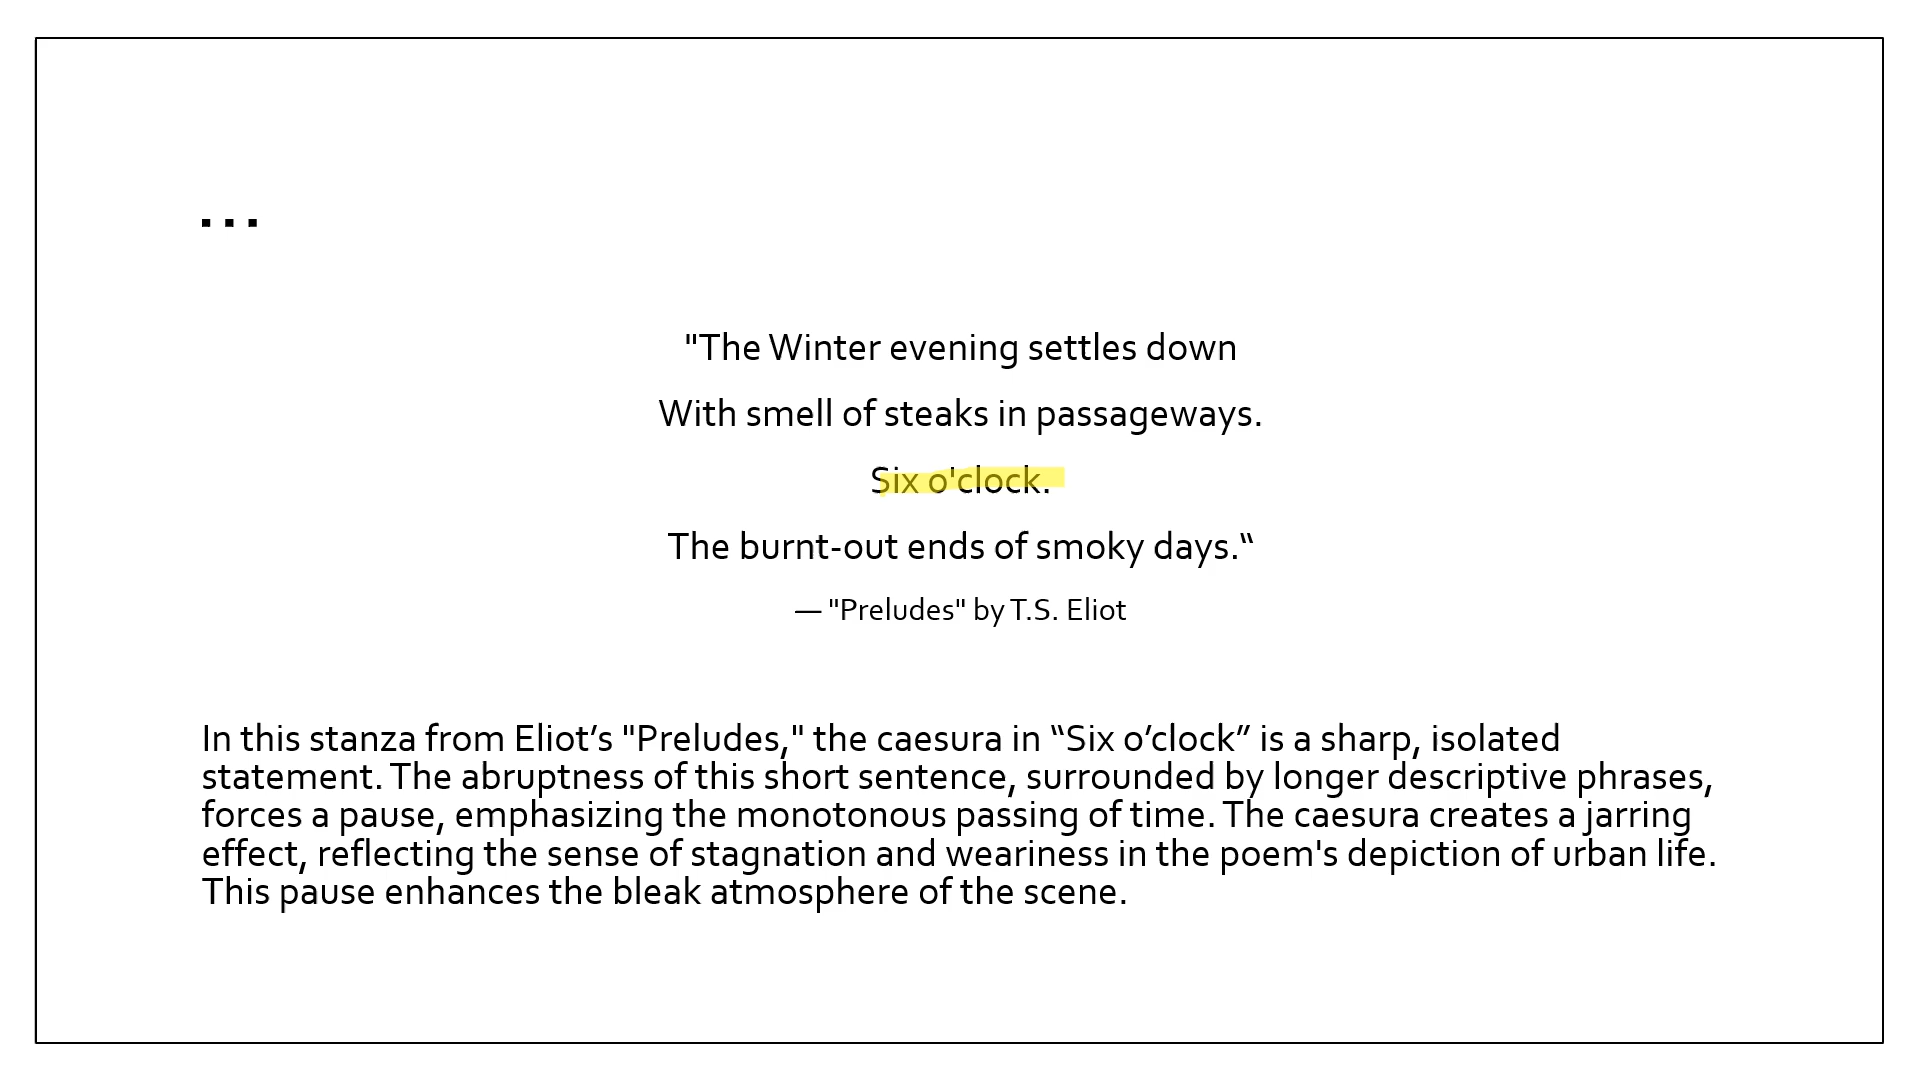 ...
"The Winter evening settles down
With smell of steaks in passageways.
Six o'clock.
The burnt-out ends of smoky days.“
— "Preludes" by T.S. Eliot
In this stanza from Eliot’s "Preludes," the caesura in “Six o’clock” is a sharp, isolated
statement. The abruptness of this short sentence, surrounded by longer descriptive phrases,
forces a pause, emphasizing the monotonous passing of time. The caesura creates a jarring
effect, reflecting the sense of stagnation and weariness in the poem's depiction of urban life.
This pause enhances the bleak atmosphere of the scene.